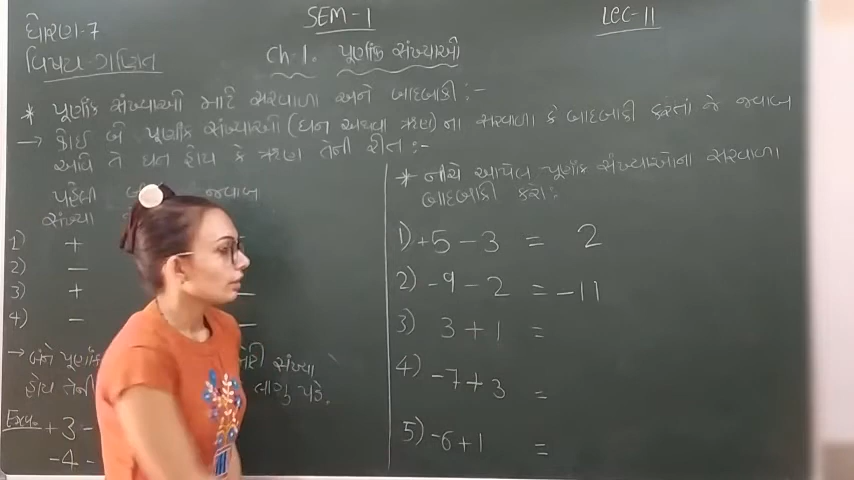 ધોરણ-7
SEM-1
Lec-11
વિષય-ગણિત
Ch-1. પૂર્ણાંક સંખ્યાઓ
* પૂર્ણાંક સંખ્યાઓ માટે સરવાળા અને બાદબાકી :-
→ કોઈ બે પૂર્ણાંક સંખ્યાઓ (ધન અથવા ઋણ) ના સરવાળા કે બાદબાકી કરતાં જે જવાબ
આવે તે ધન હોય કે ઋણ તેની રીત :-
પહેલી જવાબ
સંખ્યા
1) +
2) -
3) + -
4) - -
→ બંને પૂર્ણાંક સંખ્યા
હોય તેની લાગુ પડે.
Exa. +3 -
-4 -
* નીચે આપેલ પૂર્ણાંક સંખ્યાઓના સરવાળા
બાદબાકી કરો :
1) +5 - 3 = 2
2) -9 - 2 = -11
3) 3 + 1 =
4) -7 + 3 =
5) -6 + 1 =